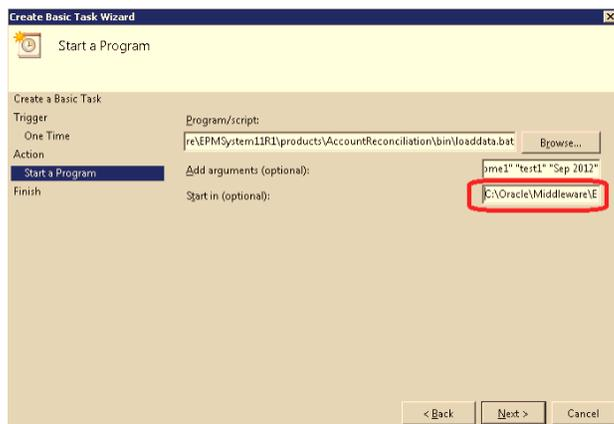 Create Basic Task Wizard
Start a Program
Create a Basic Task
Trigger
One Time
Action
Start a Program
Finish
Program/script:
re\EPMSystem11R1\products\AccountReconciliation\bin\loaddata.bat
Browse...
Add arguments (optional):
ome1" "test1" "Sep 2012"
Start in (optional):
C:\Oracle\Middleware\E
< Back
Next >
Cancel